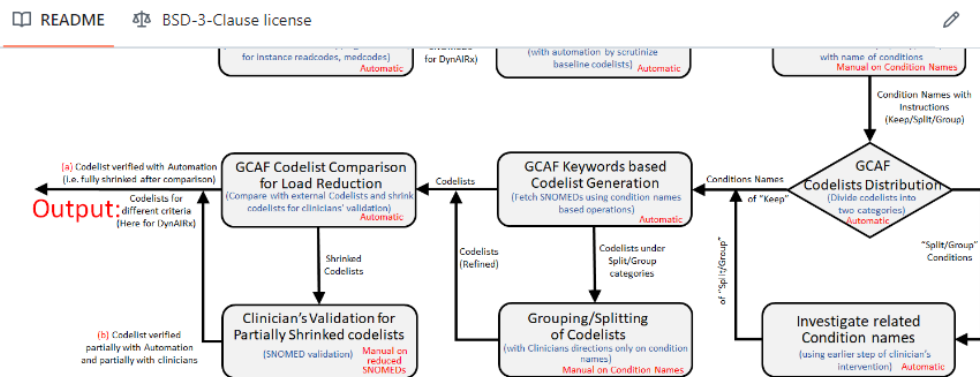 README
BSD-3-Clause license
for instance readcodes, medcodes)
Automatic
for DynAIRx)
(with automation by scrutinize
baseline codelists)
Automatic
with name of conditions
Manual on Condition Names
Condition Names with
Instructions
(Keep/Split/Group)
(a) Codelist verified with Automation
(i.e. fully shrinked after comparison)
Output:
Codelists for
different criteria
(Here for DynAIRx)
GCAF Codelist Comparison
for Load Reduction
(Compare with external Codelists and shrink
codelists for clinicians' validation)
Automatic
Codelists
GCAF Keywords based
Codelist Generation
(Fetch SNOMEDs using condition names
based operations)
Automatic
Conditions Names
of "Keep"
GCAF
Codelists Distribution
(Divide codelists into
two categories)
Automatic
Shrinked
Codelists
Codelists
(Refined)
Codelists under
Split/Group
categories
of "Split/Group"
"Split/Group"
Conditions
(b) Codelist verified
partially with Automation
and partially with clinicians
Clinician's Validation for
Partially Shrinked codelists
(SNOMED validation)
Manual on
reduced
SNOMEDs
Grouping/Splitting
of Codelists
(with Clinicians directions only on condition
names)
Manual on Condition Names
Investigate related
Condition names
(using earlier step of clinician's
intervention)
Automatic